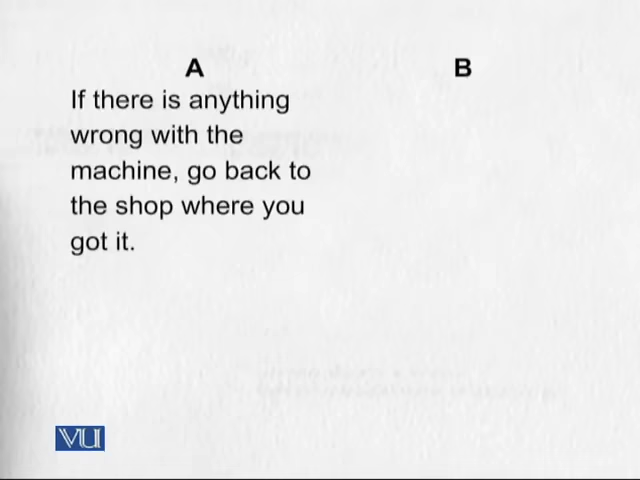 A
B
If there is anything
wrong with the
machine, go back to
the shop where you
got it.
VU